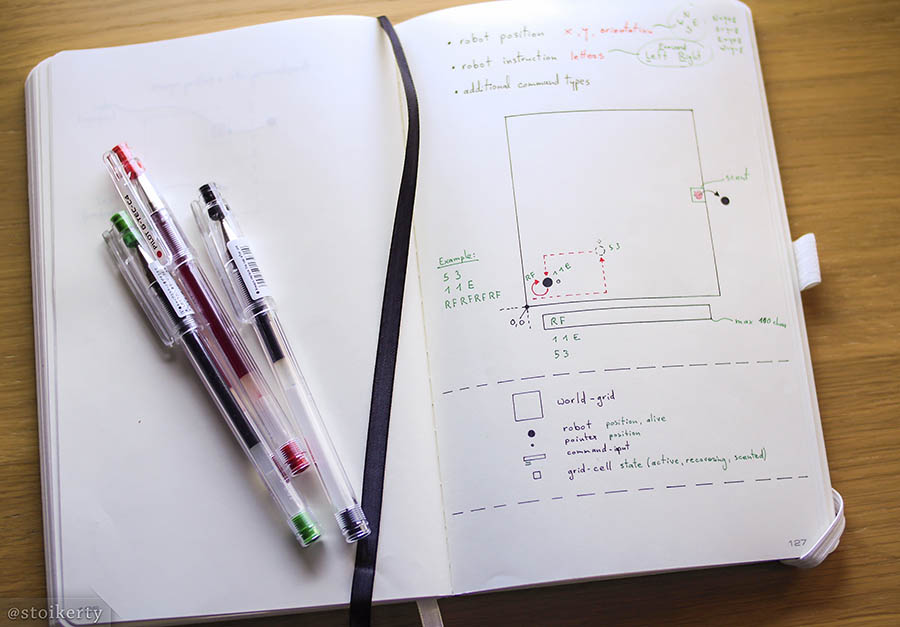 PILOT G-TEC-C4
• robot position x, y, orientation
N
W E
S
• robot instruction letters
Forward
Left Right
• additional command types
scent
Example:
5 3
1 1 E
RFRFRFRF
5 3
RF
1 1 E
0,0
RF
max 100 char
1 1 E
5 3
world-grid
robot position, alive
pointer position
command-input
grid-cell state (active, recovering, scented)
127
@stoikerty